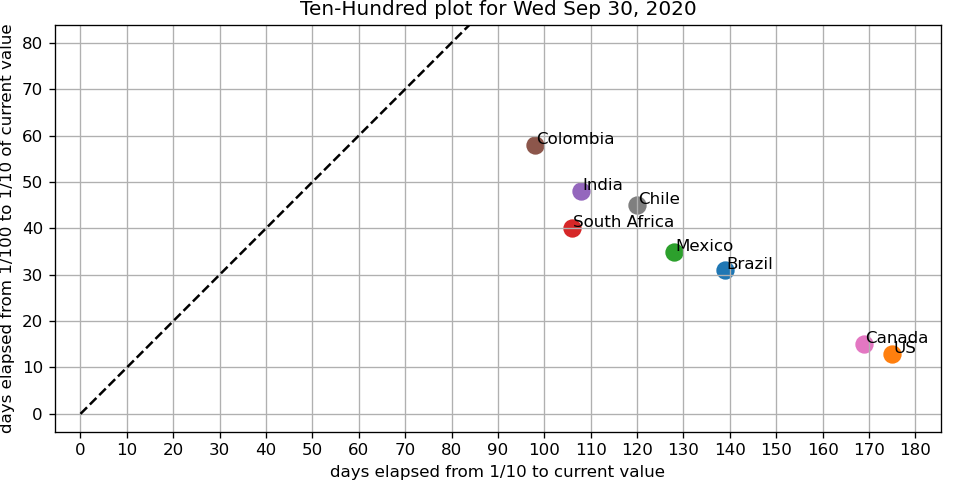 Ten-Hundred plot for Wed Sep 30, 2020
days elapsed from 1/100 to 1/10 of current value
80
70
60
50
40
30
20
10
0
Colombia
India
Chile
South Africa
Mexico
Brazil
Canada
US
0 10 20 30 40 50 60 70 80 90 100 110 120 130 140 150 160 170 180
days elapsed from 1/10 to current value